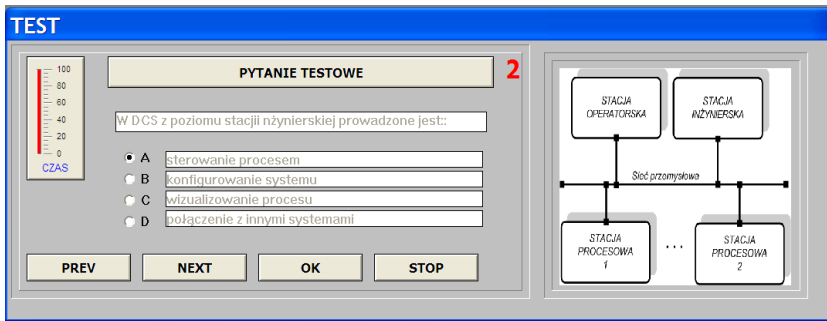 TEST
100
80
60
40
20
0
CZAS
PYTANIE TESTOWE
2
W DCS z poziomu stacjii nżynierskiej prowadzone jest::
A sterowanie procesem
B konfigurowanie systemu
C wizualizowanie procesu
D połączenie z innymi systemami
PREV NEXT OK STOP
STACJA
OPERATORSKA
STACJA
INŻYNIERSKA
Sieć przemysłowa
STACJA
PROCESOWA
1
. . .
STACJA
PROCESOWA
2